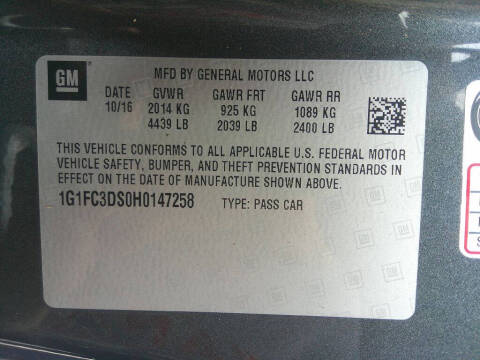 GM
MFD BY GENERAL MOTORS LLC
DATE GVWR GAWR FRT GAWR RR
10/16 2014 KG 925 KG 1089 KG
4439 LB 2039 LB 2400 LB
THIS VEHICLE CONFORMS TO ALL APPLICABLE U.S. FEDERAL MOTOR
VEHICLE SAFETY, BUMPER, AND THEFT PREVENTION STANDARDS IN
EFFECT ON THE DATE OF MANUFACTURE SHOWN ABOVE.
1G1FC3DS0H0147258 TYPE: PASS CAR